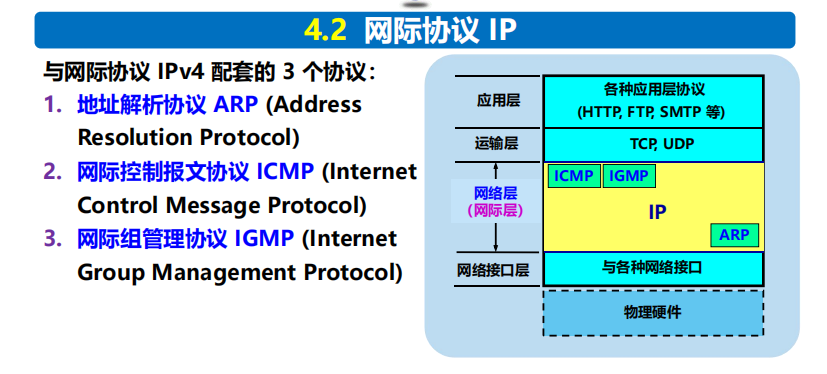 4.2 网际协议 IP
与网际协议 IPv4 配套的 3 个协议：
1. 地址解析协议 ARP (Address
Resolution Protocol)
2. 网际控制报文协议 ICMP (Internet
Control Message Protocol)
3. 网际组管理协议 IGMP (Internet
Group Management Protocol)
应用层
各种应用层协议
(HTTP, FTP, SMTP 等)
运输层
TCP, UDP
网络层
(网际层)
ICMP
IGMP
IP
ARP
网络接口层
与各种网络接口
物理硬件